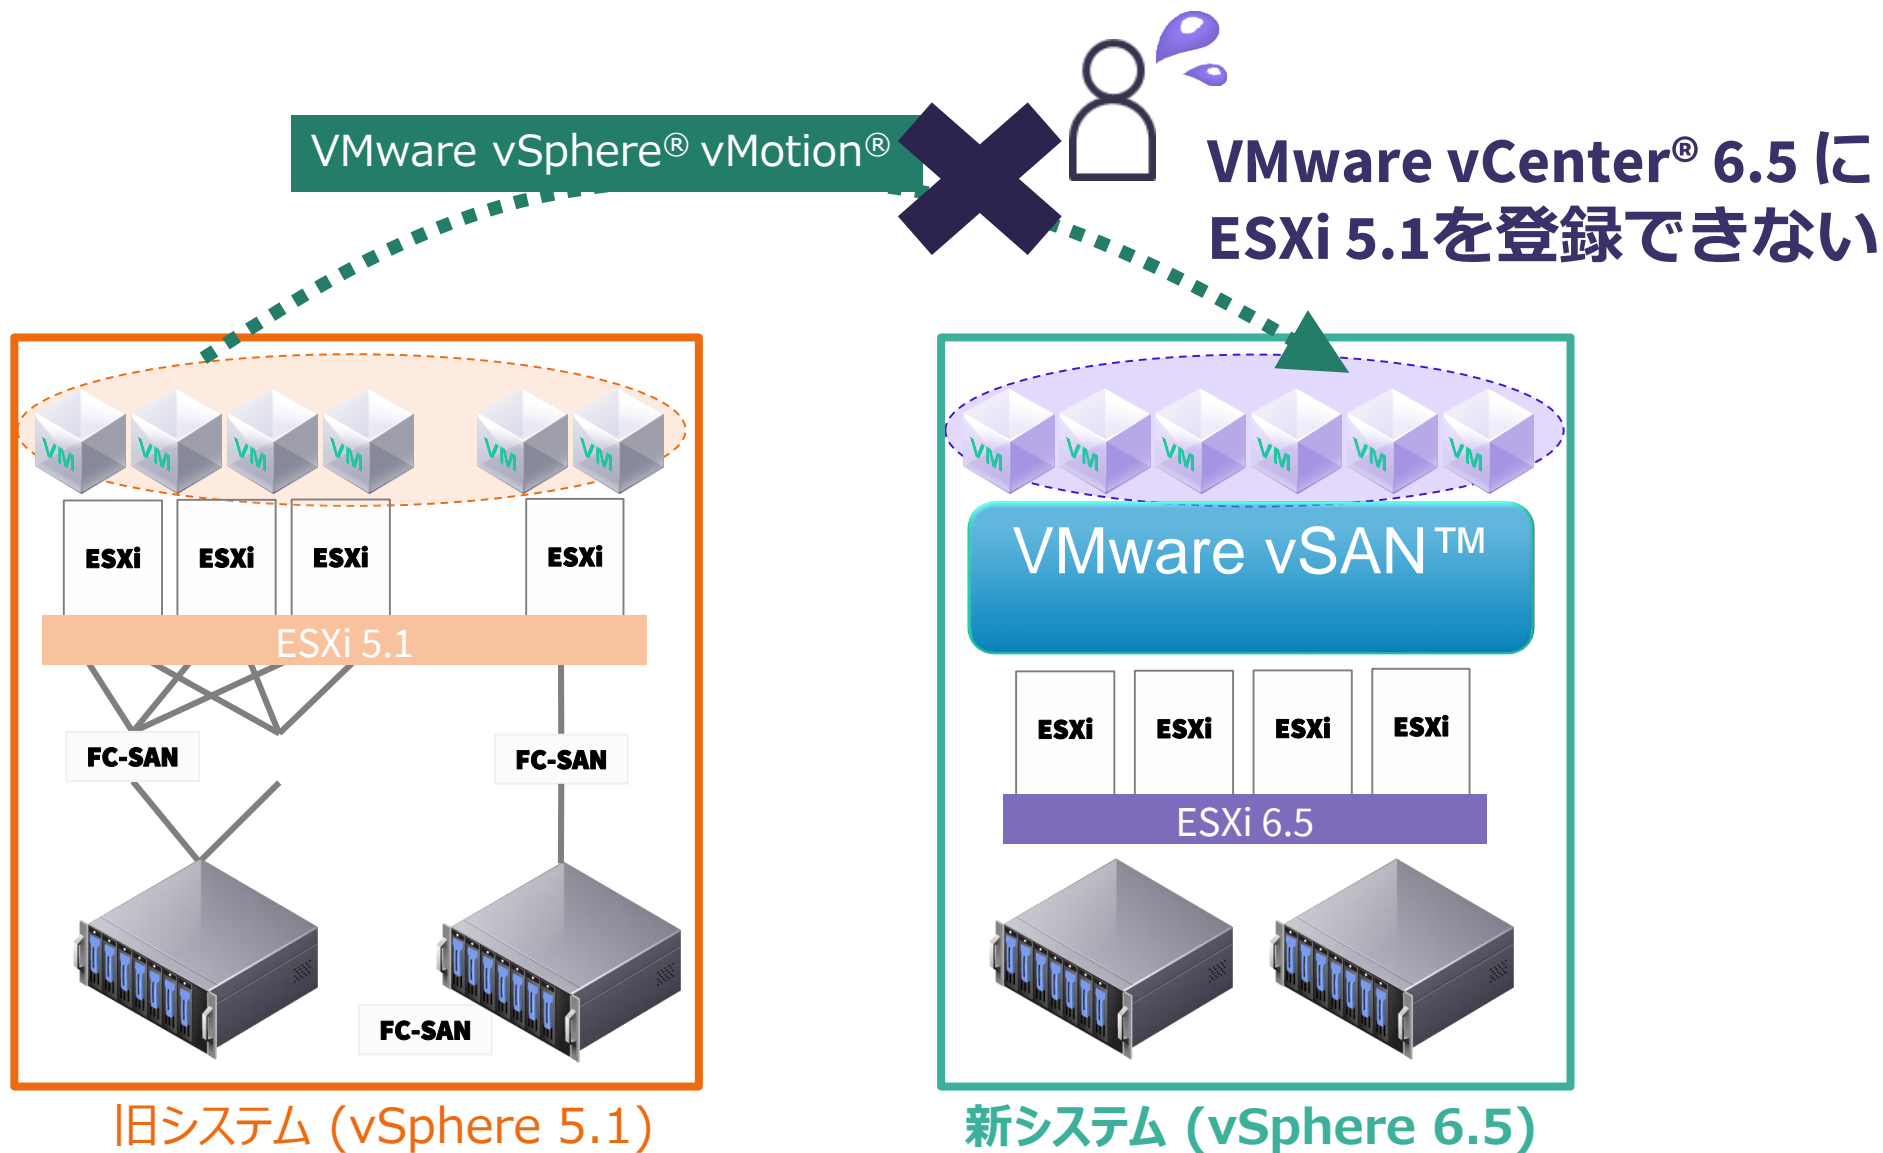 VMware vSphere® vMotion®
VMware vCenter® 6.5 に
ESXi 5.1を登録できない
VM VM VM VM VM VM
ESXi ESXi ESXi ESXi
ESXi 5.1
FC-SAN FC-SAN
FC-SAN
旧システム (vSphere 5.1)
VM VM VM VM VM VM
VMware vSAN™
ESXi ESXi ESXi ESXi
ESXi 6.5
新システム (vSphere 6.5)